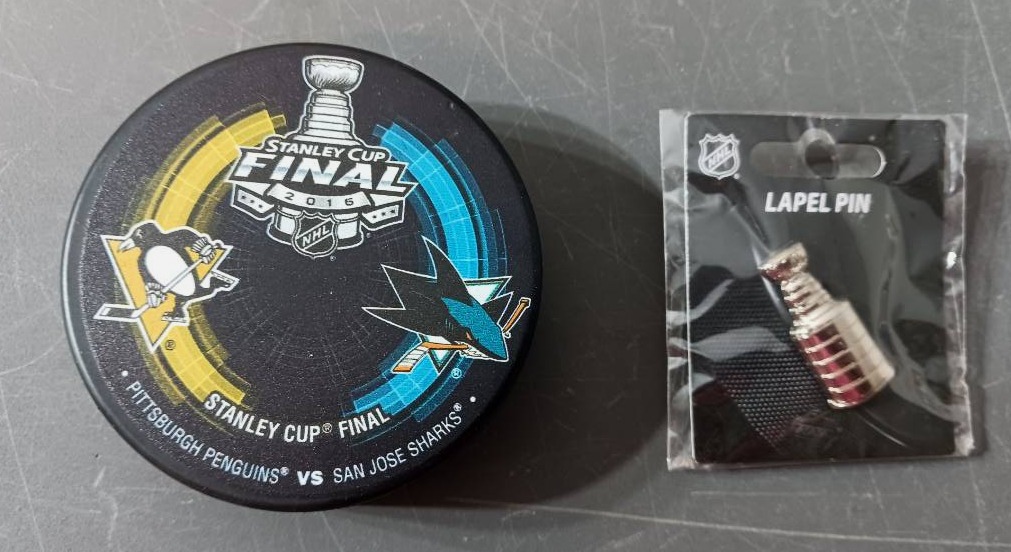 STANLEY CUP
FINAL
2016
NHL
STANLEY CUP® FINAL
PITTSBURGH PENGUINS® VS SAN JOSE SHARKS®
NHL
LAPEL PIN